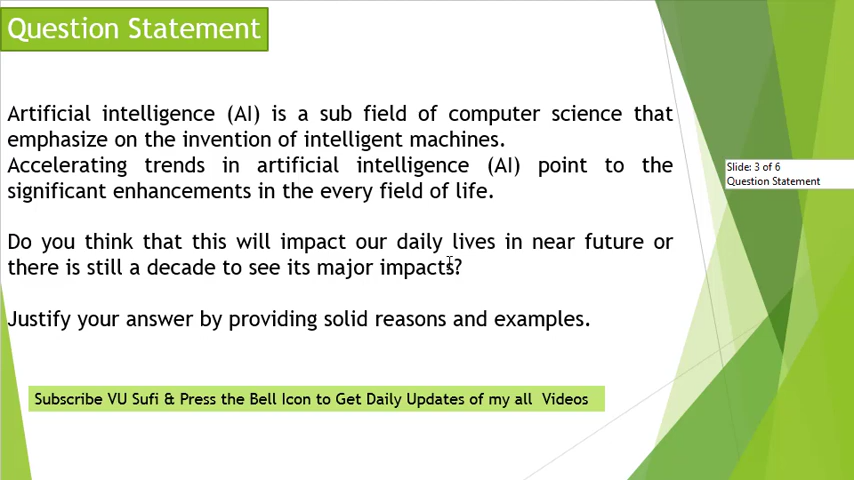 Question Statement
Artificial intelligence (AI) is a sub field of computer science that
emphasize on the invention of intelligent machines.
Accelerating trends in artificial intelligence (AI) point to the
significant enhancements in the every field of life.
Slide: 3 of 6
Question Statement
Do you think that this will impact our daily lives in near future or
there is still a decade to see its major impacts?
Justify your answer by providing solid reasons and examples.
Subscribe VU Sufi & Press the Bell Icon to Get Daily Updates of my all Videos